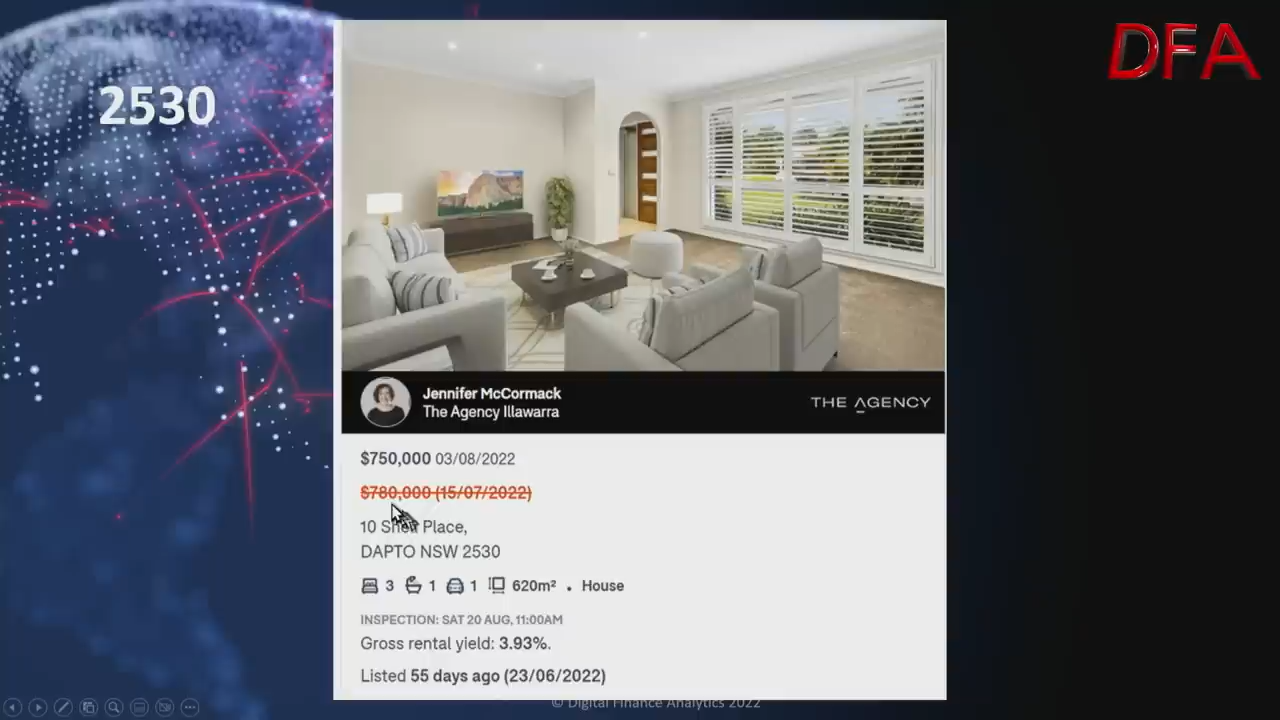 DFA
2530
Jennifer McCormack
The Agency Illawarra
THE AGENCY
$750,000 03/08/2022
$780,000 (15/07/2022)
10 Place,
DAPTO NSW 2530
3 1 1 620m² . House
INSPECTION: SAT 20 AUG, 11:00AM
Gross rental yield: 3.93%.
Listed 55 days ago (23/06/2022)
© Digital Finance Analytics 2022